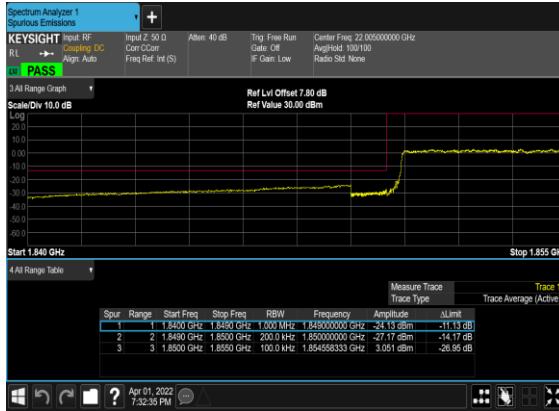 Spectrum Analyzer 1
Spurious Emissions
+
KEYSIGHT Input: RF Input Z: 50 Ω Atten: 40 dB Trig: Free Run Center Freq: 22.005000000 GHz
RL Coupling: DC Corr CCorr Gate: Off Avg|Hold: 100/100
Align: Auto Freq Ref: Int (S) IF Gain: Low Radio Std: None
PASS
3 All Range Graph
Ref Lvl Offset 7.80 dB
Scale/Div 10.0 dB Ref Value 30.00 dBm
Log
20.0
10.0
0.00
-10.0
-20.0
-30.0
-40.0
-50.0
-60.0
Start 1.840 GHz Stop 1.855 GH
4 All Range Table
Measure Trace Trace 1
Trace Type Trace Average (Active
Spur Range Start Freq Stop Freq RBW Frequency Amplitude ΔLimit
1 1 1.8400 GHz 1.8490 GHz 1.000 MHz 1.849000000 GHz -24.13 dBm -11.13 dB
2 2 1.8490 GHz 1.8500 GHz 200.0 kHz 1.850000000 GHz -27.17 dBm -14.17 dB
3 3 1.8500 GHz 1.8550 GHz 100.0 kHz 1.854558333 GHz 3.051 dBm -26.95 dB
? Apr 01, 2022
7:32:35 PM